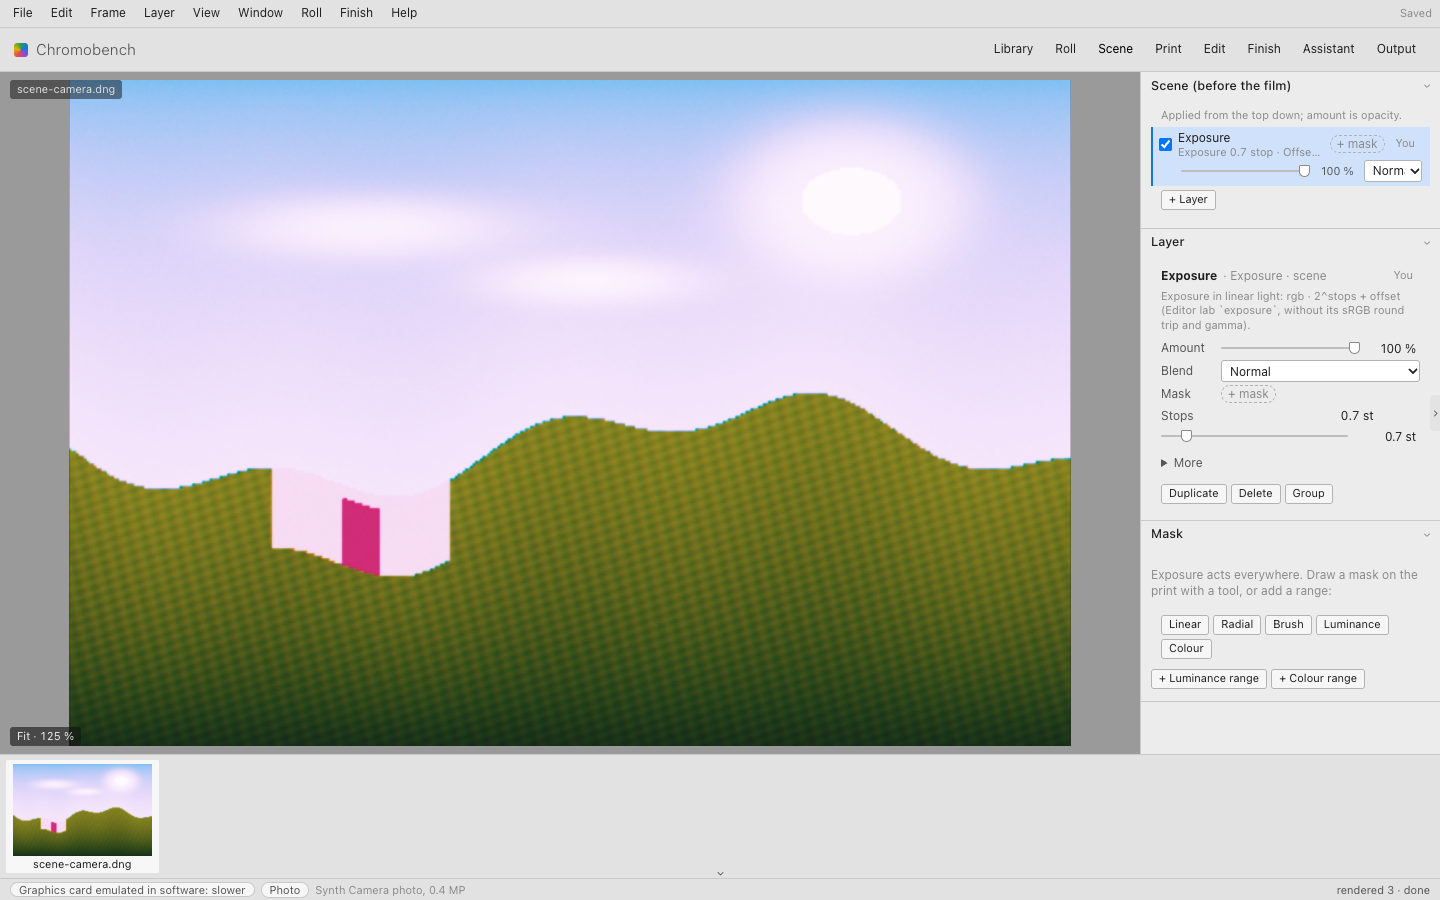 File Edit Frame Layer View Window Roll Finish Help Saved
Chromobench Library Roll Scene Print Edit Finish Assistant Output
scene-camera.dng
Scene (before the film)
Applied from the top down; amount is opacity.
Exposure
Exposure 0.7 stop · Offse...
+ mask You
100 % Norm
+ Layer
Layer
Exposure · Exposure · scene You
Exposure in linear light: rgb · 2^stops + offset
(Editor lab `exposure`, without its sRGB round
trip and gamma).
Amount 100 %
Blend Normal
Mask + mask
Stops 0.7 st
0.7 st
More
Duplicate Delete Group
Mask
Exposure acts everywhere. Draw a mask on the
print with a tool, or add a range:
Linear Radial Brush Luminance
Colour
+ Luminance range + Colour range
Fit · 125 %
scene-camera.dng
Graphics card emulated in software: slower Photo Synth Camera photo, 0.4 MP rendered 3 · done